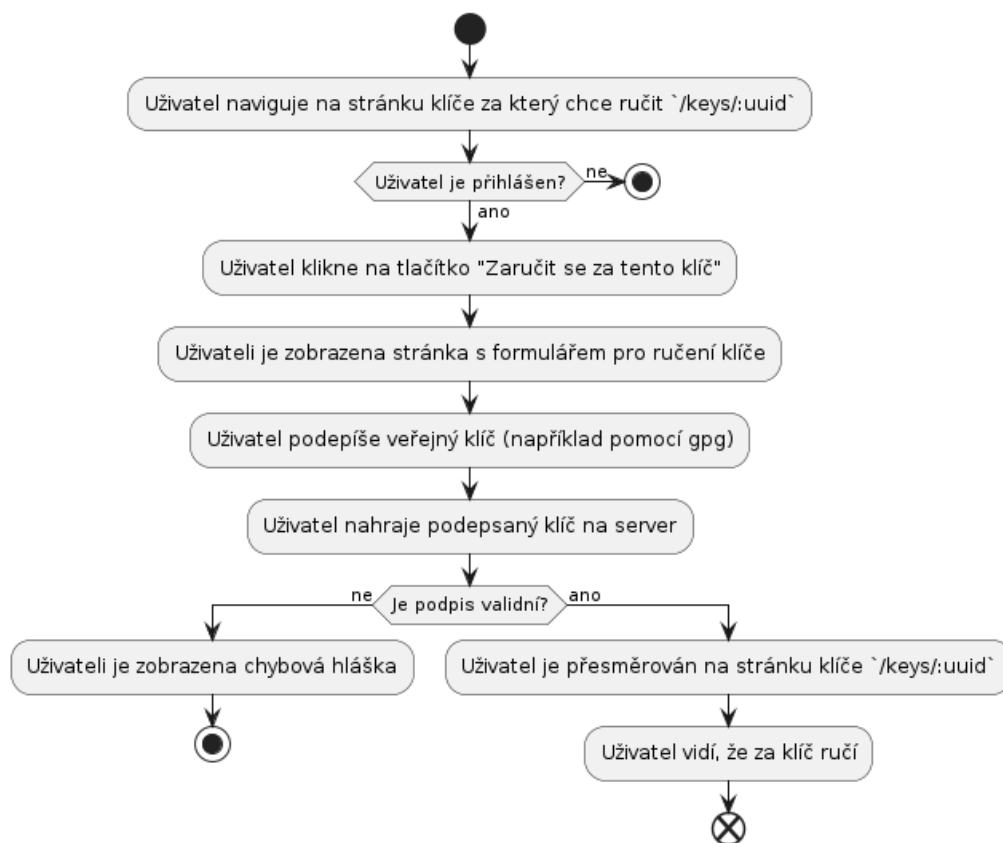 Uživatel naviguje na stránku klíče za který chce ručit `/keys/:uuid`
Uživatel je přihlášen?
ne
ano
Uživatel klikne na tlačítko "Zaručit se za tento klíč"
Uživateli je zobrazena stránka s formulářem pro ručení klíče
Uživatel podepíše veřejný klíč (například pomocí gpg)
Uživatel nahraje podepsaný klíč na server
ne
Je podpis validní?
ano
Uživateli je zobrazena chybová hláška
Uživatel je přesměrován na stránku klíče `/keys/:uuid`
Uživatel vidí, že za klíč ručí